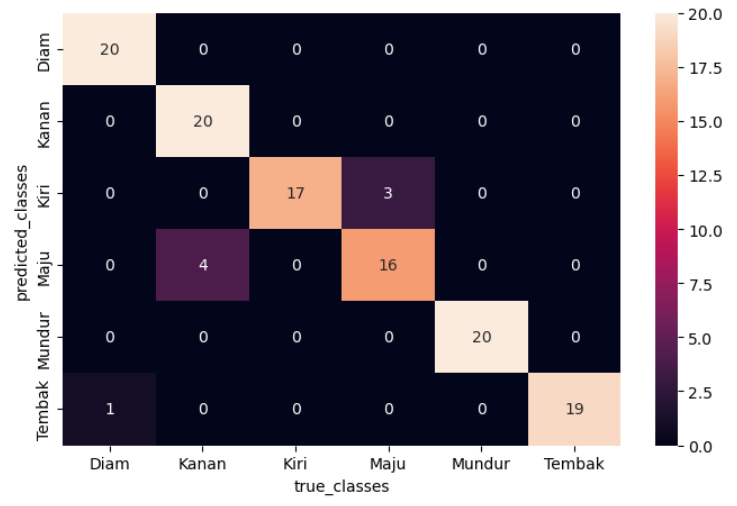 predicted_classes
Diam 20 0 0 0 0 0
Kanan 0 20 0 0 0 0
Kiri 0 0 17 3 0 0
Maju 0 4 0 16 0 0
Mundur 0 0 0 0 20 0
Tembak 1 0 0 0 0 19
Diam Kanan Kiri Maju Mundur Tembak
true_classes
20.0
17.5
15.0
12.5
10.0
7.5
5.0
2.5
0.0